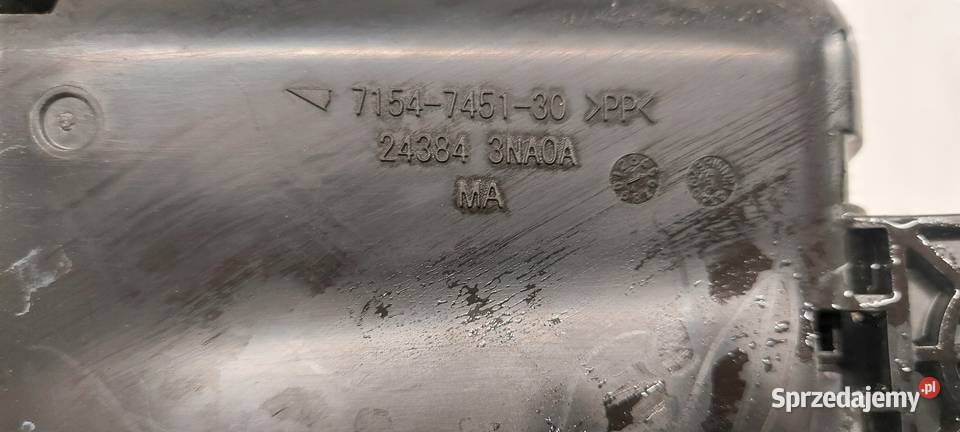 7154-7451-30 >PP<
24384 3NA0A
MA
Sprzedajemy.pl